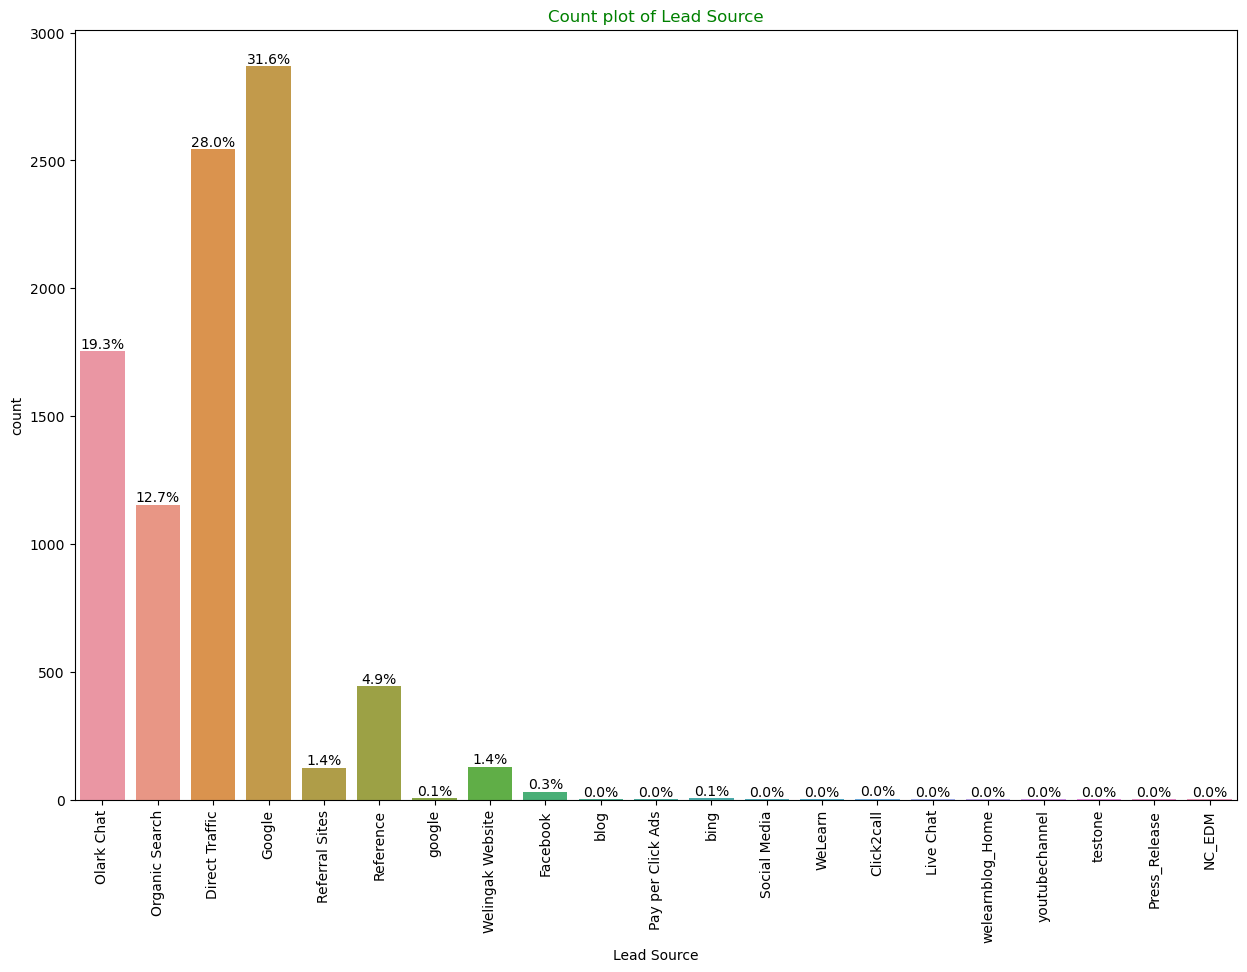 Count plot of Lead Source
3000
2500
2000
1500
1000
500
0
count
19.3%
12.7%
28.0%
31.6%
1.4%
4.9%
0.1%
1.4%
0.3%
0.0%
0.0%
0.1%
0.0%
0.0%
0.0%
0.0%
0.0%
0.0%
0.0%
0.0%
0.0%
Olark Chat
Organic Search
Direct Traffic
Google
Referral Sites
Reference
google
Welingak Website
Facebook
blog
Pay per Click Ads
bing
Social Media
WeLearn
Click2call
Live Chat
welearnblog_Home
youtubechannel
testone
Press_Release
NC_EDM
Lead Source